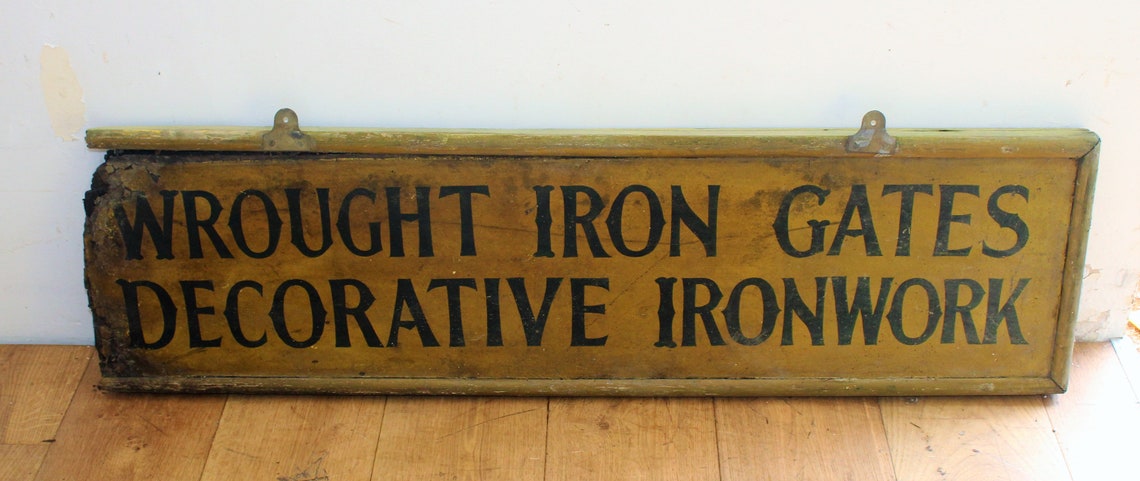 WROUGHT IRON GATES
DECORATIVE IRONWORK